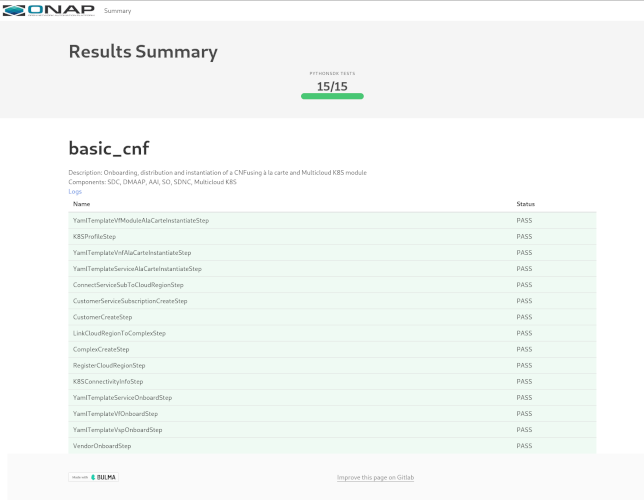 ONAP Summary
Results Summary
PYTHONSDK TESTS
15/15
basic_cnf
Description: Onboarding, distribution and instantiation of a CNFusing à la carte and Multicloud K8S module
Components: SDC, DMAAP, AAI, SO, SDNC, Multicloud K8S
Logs
Name Status
YamlTemplateVfModuleAlaCarteInstantiateStep PASS
K8SProfileStep PASS
YamlTemplateVnfAlaCarteInstantiateStep PASS
YamlTemplateServiceAlaCarteInstantiateStep PASS
ConnectServiceSubToCloudRegionStep PASS
CustomerServiceSubscriptionCreateStep PASS
CustomerCreateStep PASS
LinkCloudRegionToComplexStep PASS
ComplexCreateStep PASS
RegisterCloudRegionStep PASS
K8SConnectivityInfoStep PASS
YamlTemplateServiceOnboardStep PASS
YamlTemplateVfOnboardStep PASS
YamlTemplateVspOnboardStep PASS
VendorOnboardStep PASS
Made with BULMA Improve this page on Gitlab